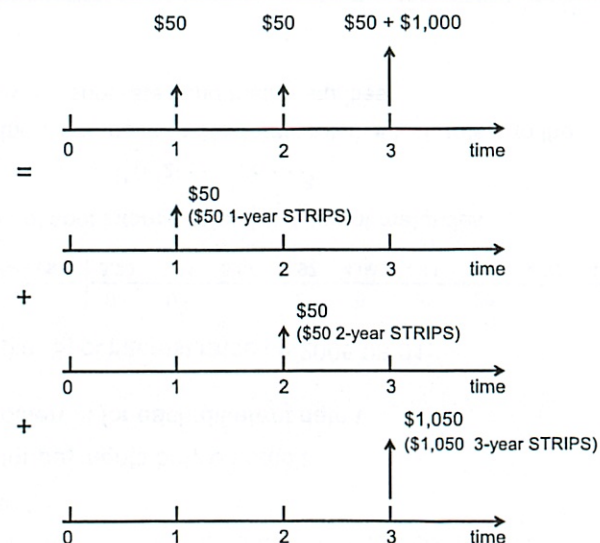 $50 $50 $50 + $1,000
0 1 2 3 time
=
$50
($50 1-year STRIPS)
0 1 2 3 time
+
$50
($50 2-year STRIPS)
0 1 2 3 time
+
$1,050
($1,050 3-year STRIPS)
0 1 2 3 time